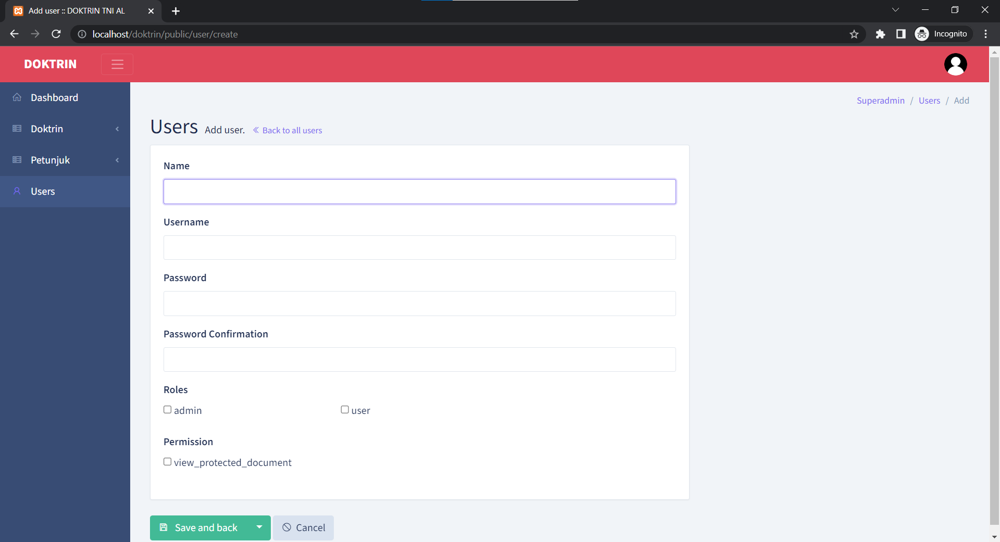 Add user :: DOKTRIN TNI AL
localhost/doktrin/public/user/create
Incognito
DOKTRIN
Dashboard
Doktrin
Petunjuk
Users
Superadmin / Users / Add
Users Add user. « Back to all users
Name
Username
Password
Password Confirmation
Roles
admin user
Permission
view_protected_document
Save and back Cancel